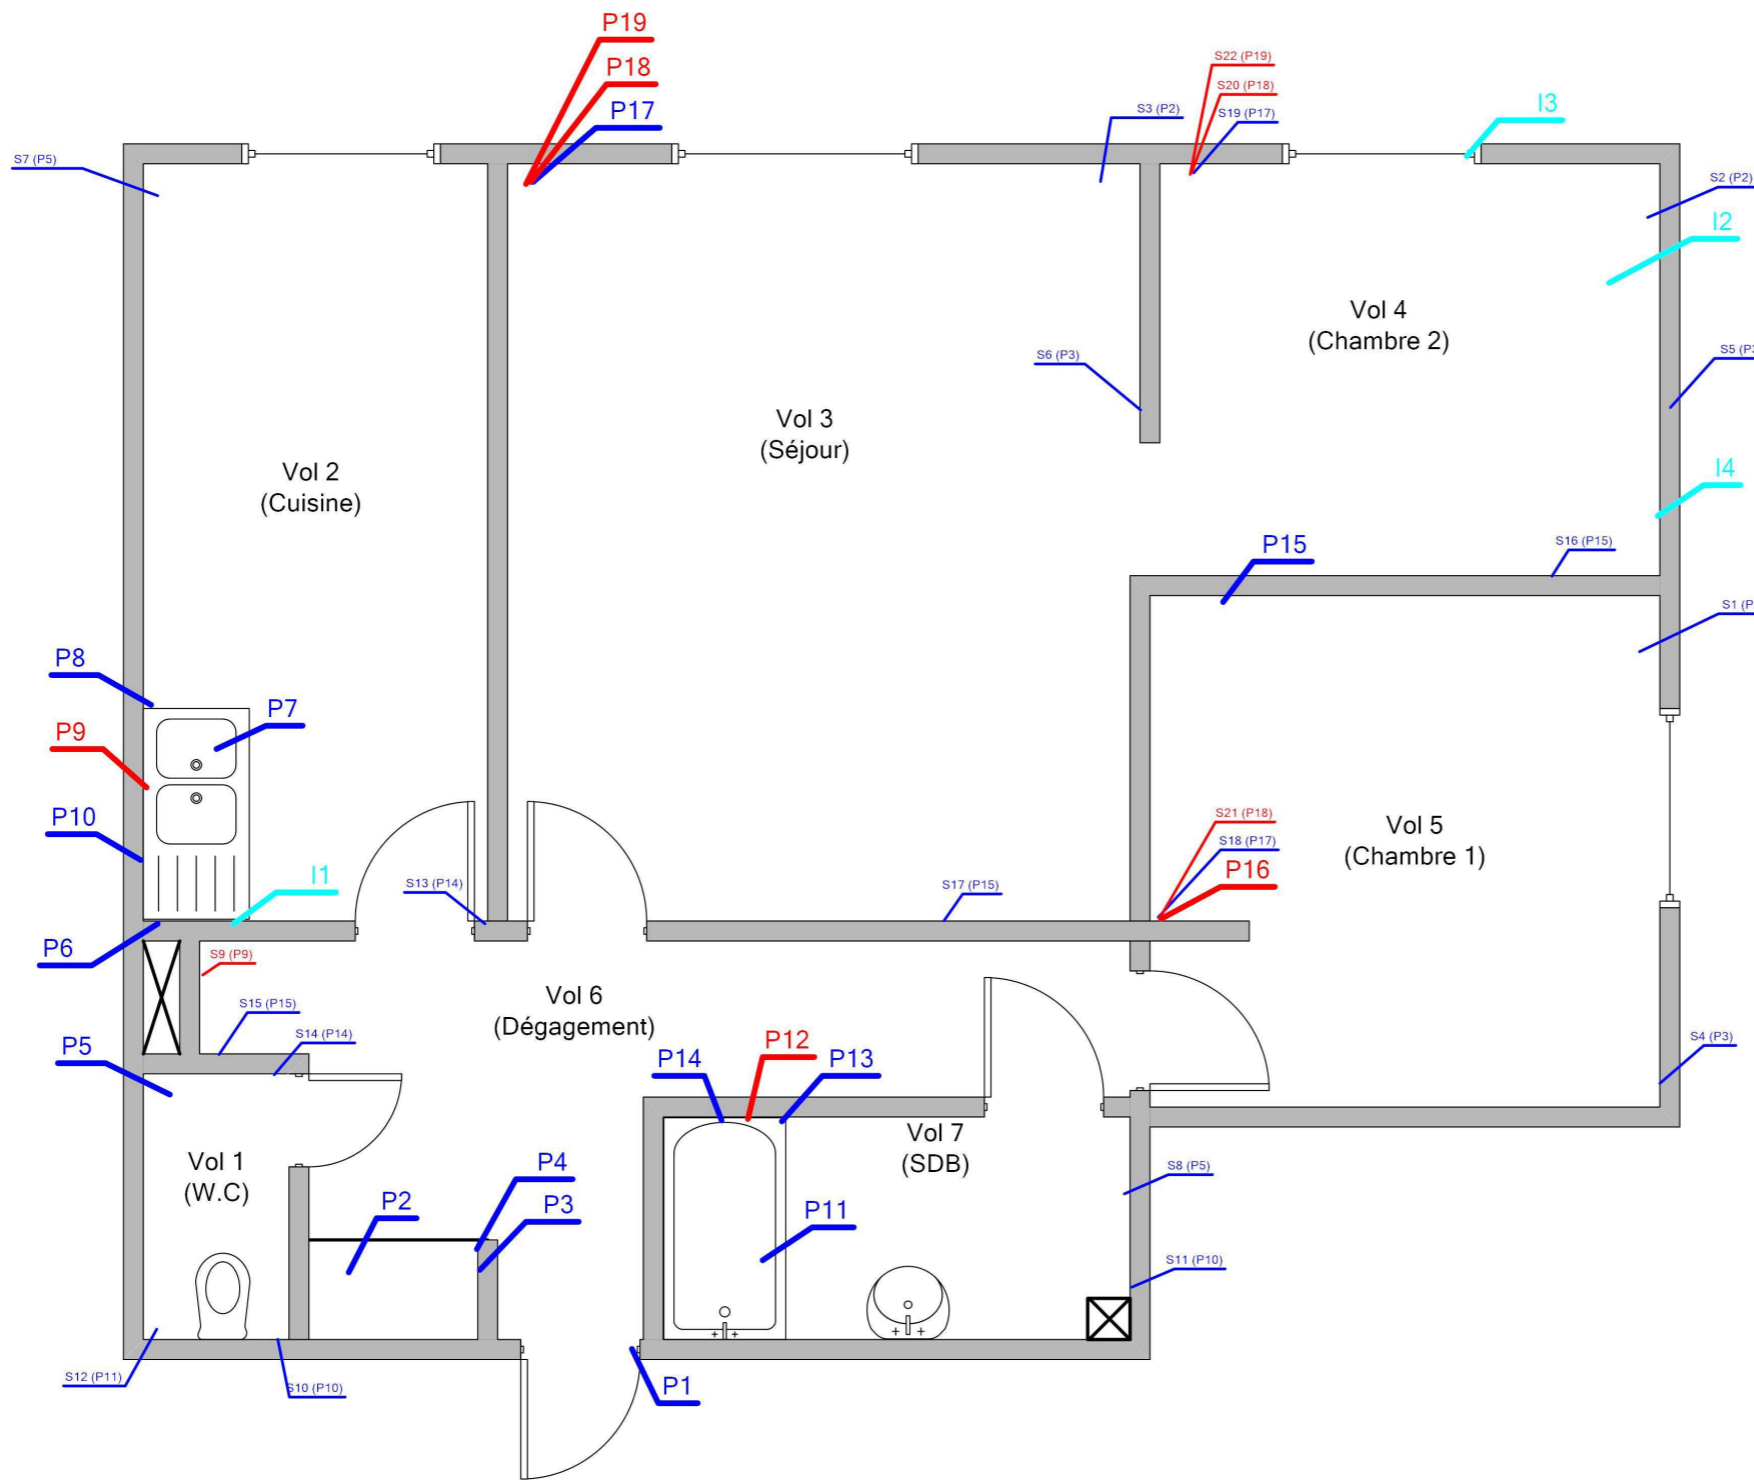 P19
S22 (P19)
P18
S20 (P18)
I3
P17
S3 (P2)
S19 (P17)
S7 (P5)
S2 (P2)
I2
Vol 4
(Chambre 2)
S6 (P3)
S5 (P3
Vol 3
(Séjour)
Vol 2
(Cuisine)
I4
P15
S16 (P15)
S1 (P
P8
P7
P9
P10
S21 (P18)
Vol 5
(Chambre 1)
S18 (P17)
I1
P16
S13 (P14)
S17 (P15)
P6
S9 (P9)
Vol 6
(Dégagement)
S15 (P15)
S14 (P14)
P5
P14
P12
P13
S4 (P3)
Vol 7
(SDB)
Vol 1
(W.C)
P4
S8 (P5)
P2
P3
P11
S11 (P10)
S12 (P11)
S10 (P10)
P1